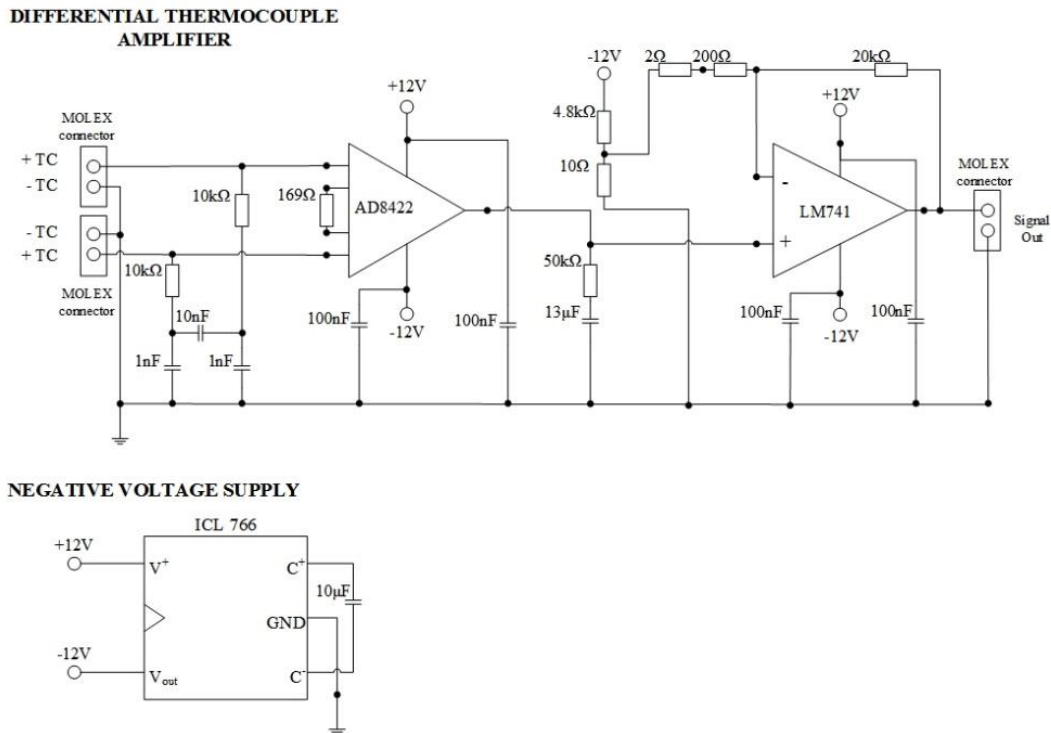 DIFFERENTIAL THERMOCOUPLE
AMPLIFIER
MOLEX
connector
+ TC
- TC
- TC
+ TC
MOLEX
connector
10kΩ
10kΩ
10nF
1nF
1nF
169Ω
+12V
AD8422
-12V
100nF
100nF
-12V
4.8kΩ
10Ω
2Ω
200Ω
20kΩ
50kΩ
13µF
+12V
-
LM741
+
-12V
100nF
100nF
MOLEX
connector
Signal
Out
NEGATIVE VOLTAGE SUPPLY
ICL 766
+12V
V+
C+
10µF
GND
-12V
Vout
C-